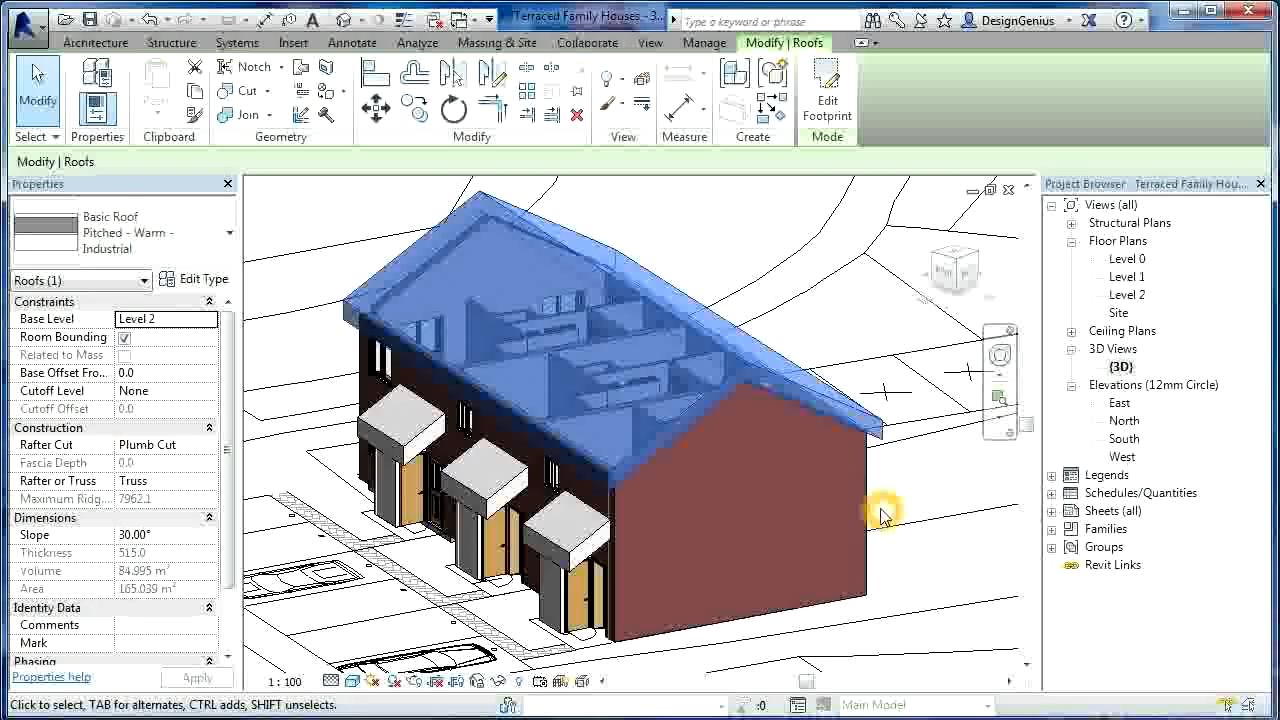 Terraced Family Houses - 3...
Type a keyword or phrase
DesignGenius
Architecture Structure Systems Insert Annotate Analyze Massing & Site Collaborate View Manage Modify | Roofs
Notch
Cut
Join
Modify
Edit
Footprint
Select Properties Clipboard Geometry Modify View Measure Create Mode
Modify | Roofs
Properties
Basic Roof
Pitched - Warm -
Industrial
Roofs (1) Edit Type
Constraints
Base Level Level 2
Room Bounding
Related to Mass
Base Offset Fro... 0.0
Cutoff Level None
Cutoff Offset 0.0
Construction
Rafter Cut Plumb Cut
Fascia Depth 0.0
Rafter or Truss Truss
Maximum Ridg... 7962.1
Dimensions
Slope 30.00°
Thickness 515.0
Volume 84.995 m³
Area 165.039 m²
Identity Data
Comments
Mark
Phasing
Properties help Apply
1 : 100
Project Browser Terraced Family Hou...
Views (all)
Structural Plans
Floor Plans
Level 0
Level 1
Level 2
Site
Ceiling Plans
3D Views
(3D)
Elevations (12mm Circle)
East
North
South
West
Legends
Schedules/Quantities
Sheets (all)
Families
Groups
Revit Links
Click to select, TAB for alternates, CTRL adds, SHIFT unselects.
:0
Main Model